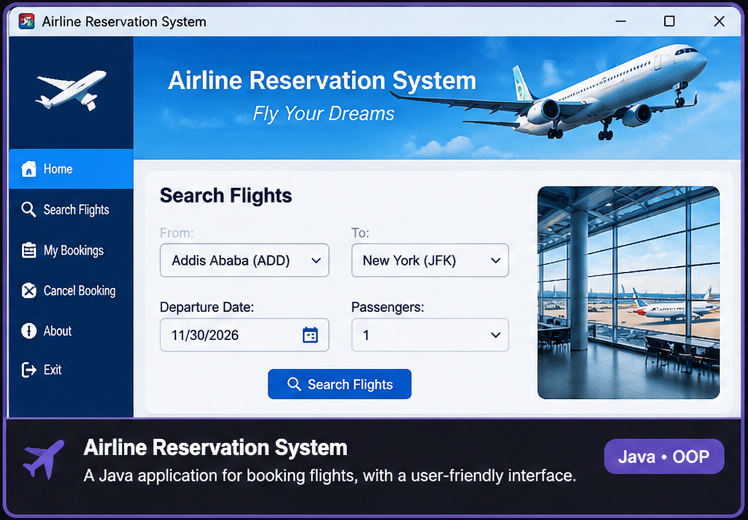 Airline Reservation System
Airline Reservation System
Fly Your Dreams
Home
Search Flights
My Bookings
Cancel Booking
About
Exit
Search Flights
From:
To:
Addis Ababa (ADD)
New York (JFK)
Departure Date:
Passengers:
11/30/2026
1
Search Flights
Airline Reservation System
A Java application for booking flights, with a user-friendly interface.
Java • OOP